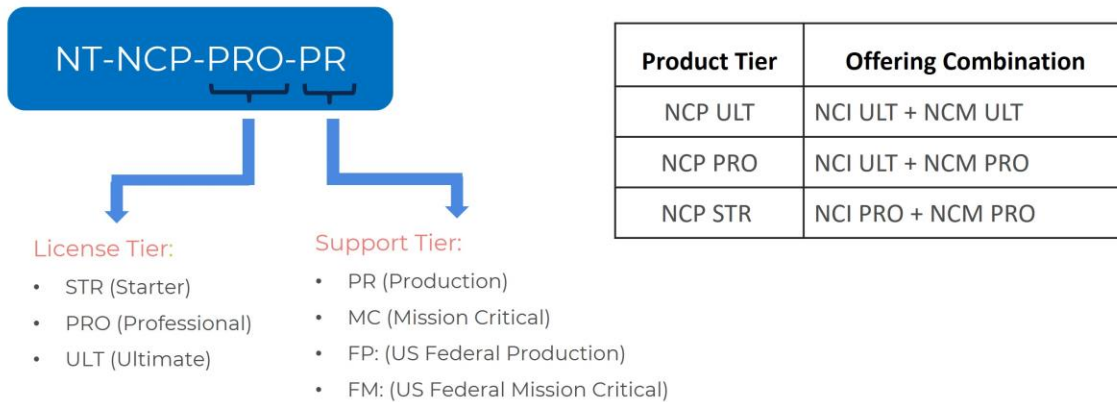 NT-NCP-PRO-PR
License Tier:
• STR (Starter)
• PRO (Professional)
• ULT (Ultimate)
Support Tier:
• PR (Production)
• MC (Mission Critical)
• FP: (US Federal Production)
• FM: (US Federal Mission Critical)
Product Tier Offering Combination
NCP ULT NCI ULT + NCM ULT
NCP PRO NCI ULT + NCM PRO
NCP STR NCI PRO + NCM PRO